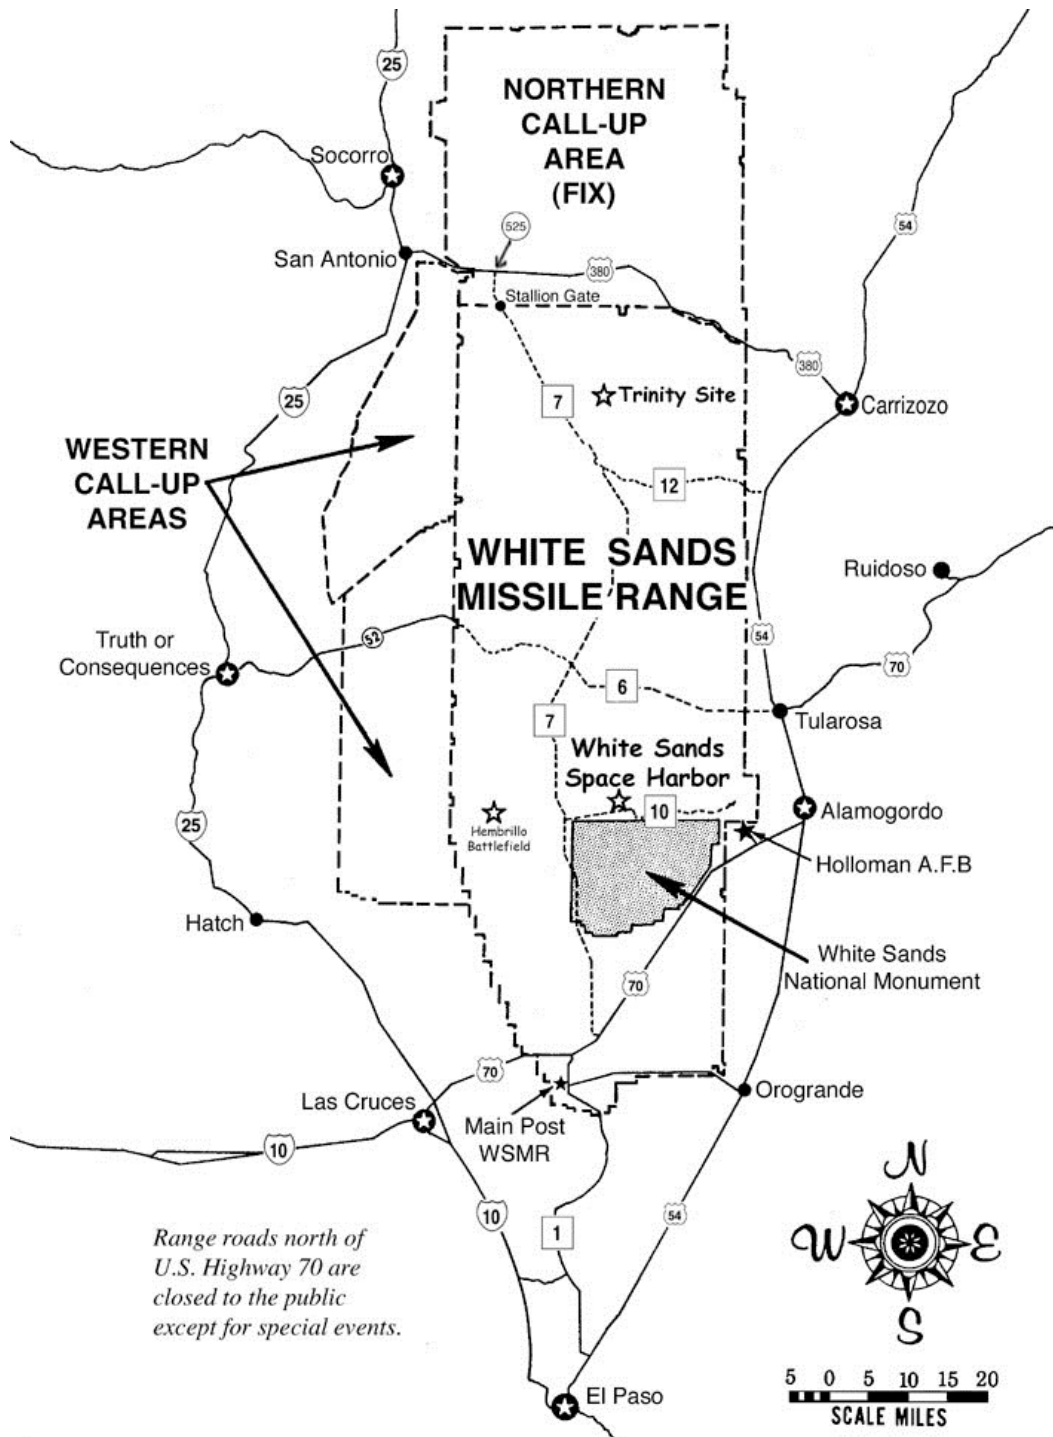 25
NORTHERN
CALL-UP
AREA
(FIX)
Socorro
525
54
San Antonio
380
Stallion Gate
380
25
7
Trinity Site
Carrizozo
WESTERN
CALL-UP
AREAS
12
WHITE SANDS
MISSILE RANGE
Ruidoso
54
52
Truth or
Consequences
70
6
7
Tularosa
White Sands
Space Harbor
10
25
Hembrillo
Battlefield
Alamogordo
Holloman A.F.B
Hatch
White Sands
National Monument
70
70
Las Cruces
Main Post
WSMR
Orogrande
10
10
1
54
N
W
E
S
Range roads north of
U.S. Highway 70 are
closed to the public
except for special events.
5 0 5 10 15 20
SCALE MILES
El Paso